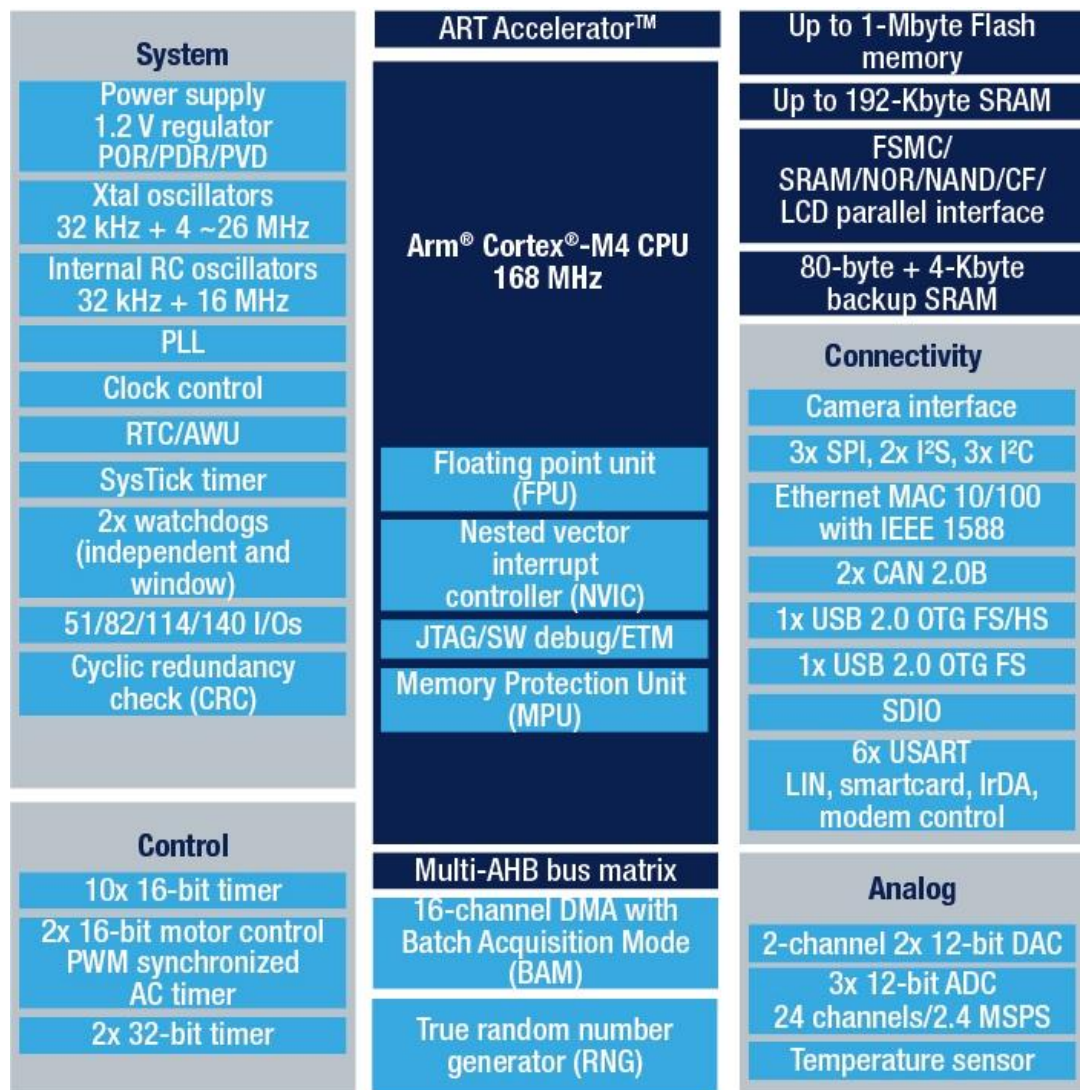 System
Power supply
1.2 V regulator
POR/PDR/PVD
Xtal oscillators
32 kHz + 4 ~26 MHz
Internal RC oscillators
32 kHz + 16 MHz
PLL
Clock control
RTC/AWU
SysTick timer
2x watchdogs
(independent and
window)
51/82/114/140 I/Os
Cyclic redundancy
check (CRC)
Control
10x 16-bit timer
2x 16-bit motor control
PWM synchronized
AC timer
2x 32-bit timer
ART Accelerator™
Arm® Cortex®-M4 CPU
168 MHz
Floating point unit
(FPU)
Nested vector
interrupt
controller (NVIC)
JTAG/SW debug/ETM
Memory Protection Unit
(MPU)
Multi-AHB bus matrix
16-channel DMA with
Batch Acquisition Mode
(BAM)
True random number
generator (RNG)
Up to 1-Mbyte Flash
memory
Up to 192-Kbyte SRAM
FSMC/
SRAM/NOR/NAND/CF/
LCD parallel interface
80-byte + 4-Kbyte
backup SRAM
Connectivity
Camera interface
3x SPI, 2x I²S, 3x I²C
Ethernet MAC 10/100
with IEEE 1588
2x CAN 2.0B
1x USB 2.0 OTG FS/HS
1x USB 2.0 OTG FS
SDIO
6x USART
LIN, smartcard, IrDA,
modem control
Analog
2-channel 2x 12-bit DAC
3x 12-bit ADC
24 channels/2.4 MSPS
Temperature sensor